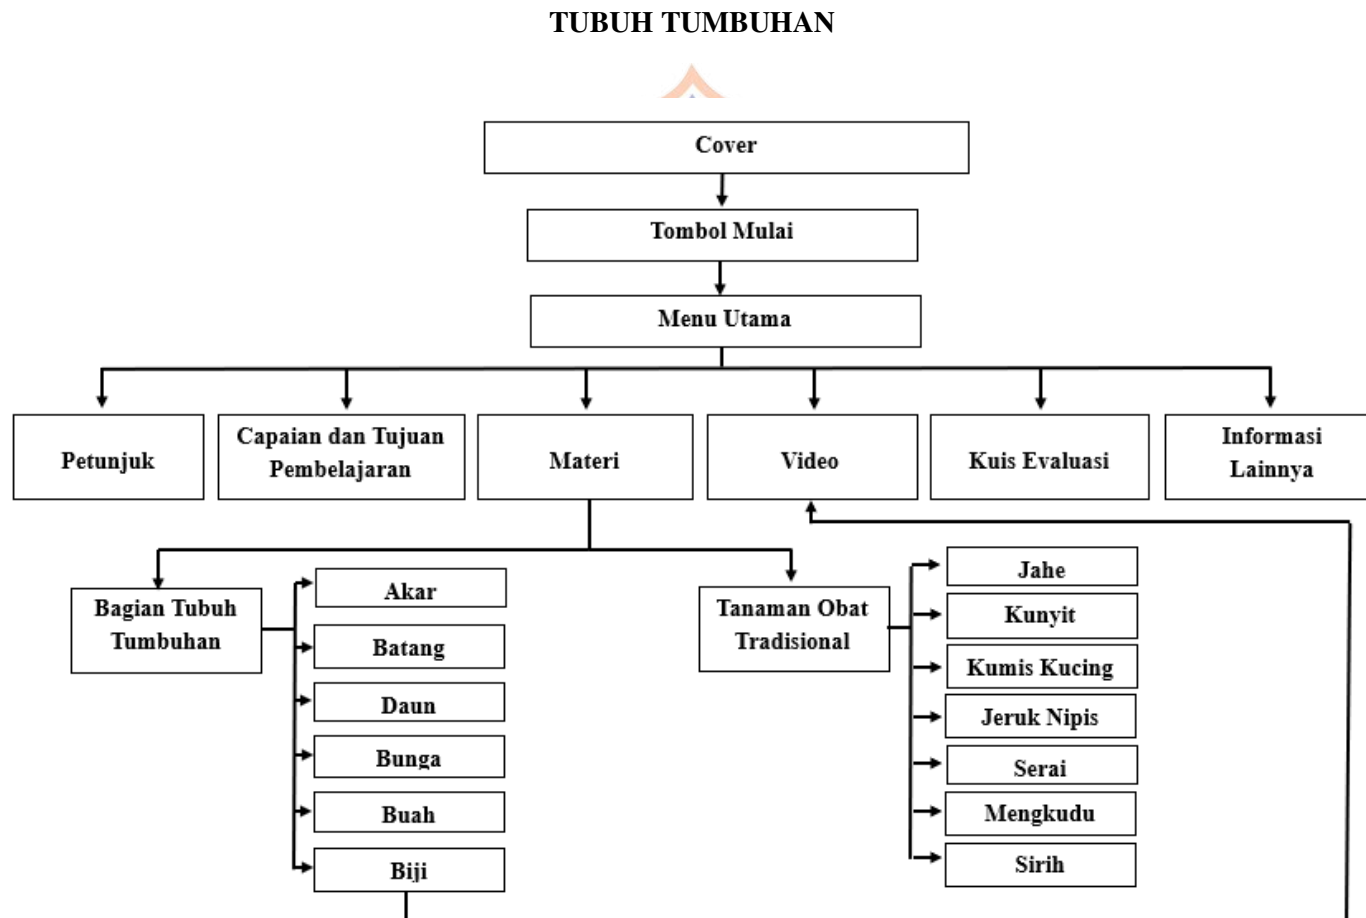 TUBUH TUMBUHAN
Cover
Tombol Mulai
Menu Utama
Petunjuk
Capaian dan Tujuan
Pembelajaran
Materi
Video
Kuis Evaluasi
Informasi
Lainnya
Bagian Tubuh
Tumbuhan
Akar
Batang
Daun
Bunga
Buah
Biji
Tanaman Obat
Tradisional
Jahe
Kunyit
Kumis Kucing
Jeruk Nipis
Serai
Mengkudu
Sirih